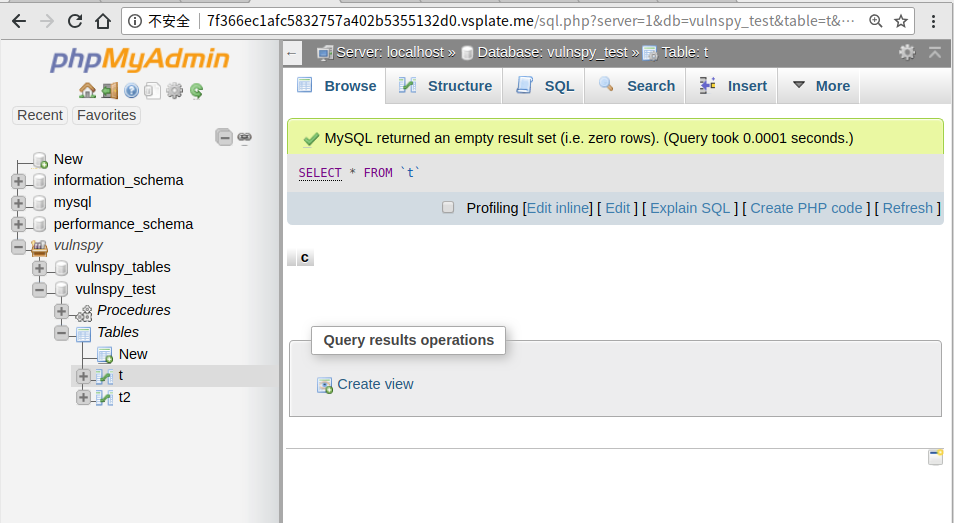 不安全 | 7f366ec1afc5832757a402b5355132d0.vsplate.me/sql.php?server=1&db=vulnspy_test&table=t&···
phpMyAdmin
Recent Favorites
New
information_schema
mysql
performance_schema
vulnspy
vulnspy_tables
vulnspy_test
Procedures
Tables
New
t
t2
Server: localhost » Database: vulnspy_test » Table: t
Browse Structure SQL Search Insert More
MySQL returned an empty result set (i.e. zero rows). (Query took 0.0001 seconds.)
SELECT * FROM `t`
Profiling [Edit inline] [ Edit ] [ Explain SQL ] [ Create PHP code ] [ Refresh ]
c
Query results operations
Create view